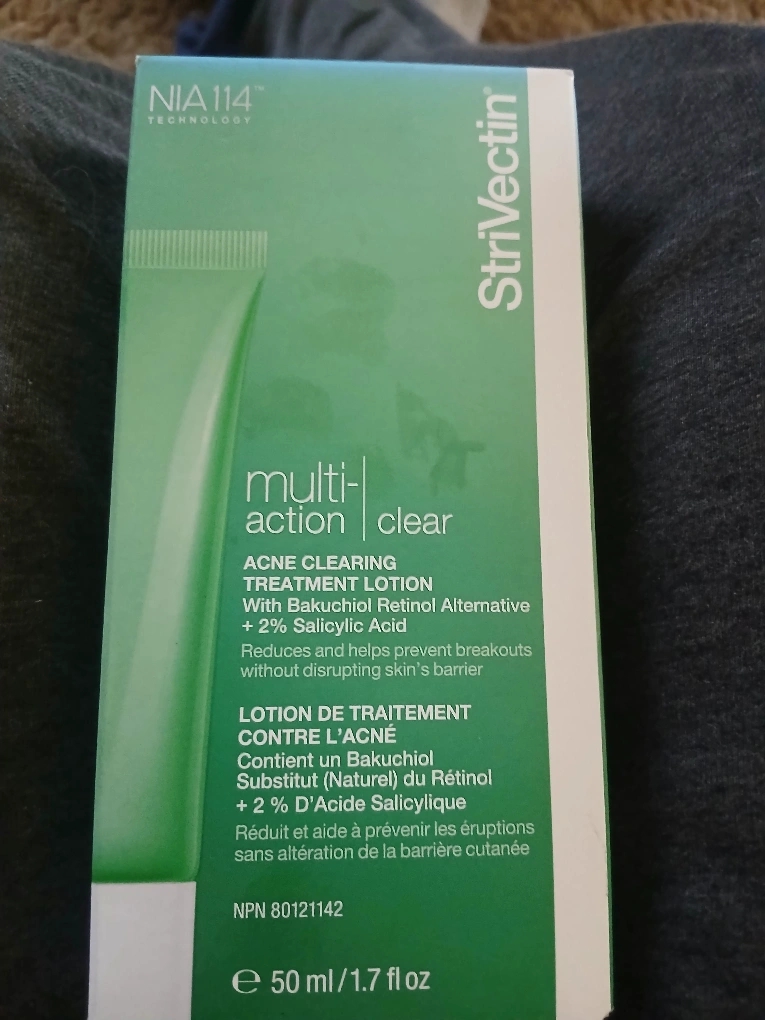 NIA114™
TECHNOLOGY
StriVectin®
multi-
action | clear
ACNE CLEARING
TREATMENT LOTION
With Bakuchiol Retinol Alternative
+ 2% Salicylic Acid
Reduces and helps prevent breakouts
without disrupting skin's barrier
LOTION DE TRAITEMENT
CONTRE L'ACNÉ
Contient un Bakuchiol
Substitut (Naturel) du Rétinol
+ 2 % D'Acide Salicylique
Réduit et aide à prévenir les éruptions
sans altération de la barrière cutanée
NPN 80121142
℮ 50 ml/1.7 fl oz